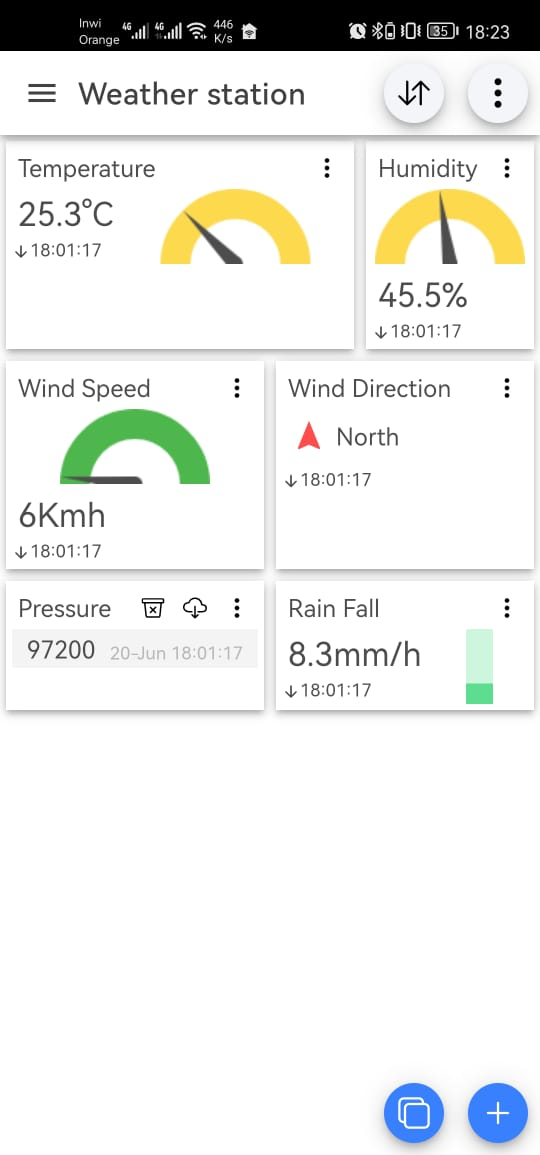 Inwi
Orange
4G 4G 446 K/s 35 18:23
Weather station
Temperature
25.3°C
18:01:17
Humidity
45.5%
18:01:17
Wind Speed
6Kmh
18:01:17
Wind Direction
North
18:01:17
Pressure
97200 20-Jun 18:01:17
Rain Fall
8.3mm/h
18:01:17